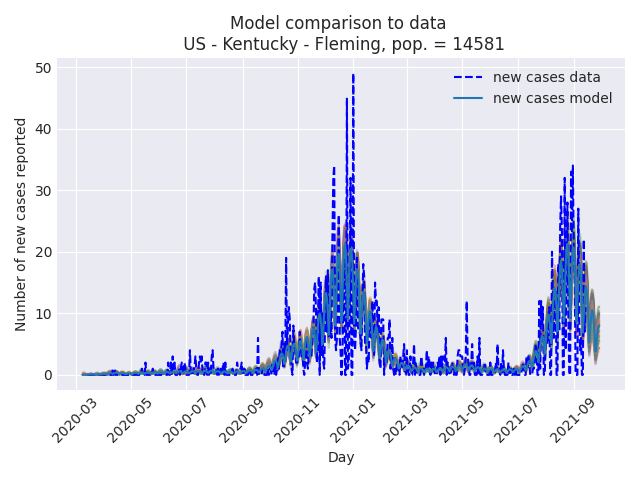 Model comparison to data
US - Kentucky - Fleming, pop. = 14581
new cases data
new cases model
Number of new cases reported
50
40
30
20
10
0
2020-03
2020-05
2020-07
2020-09
2020-11
2021-01
2021-03
2021-05
2021-07
2021-09
Day